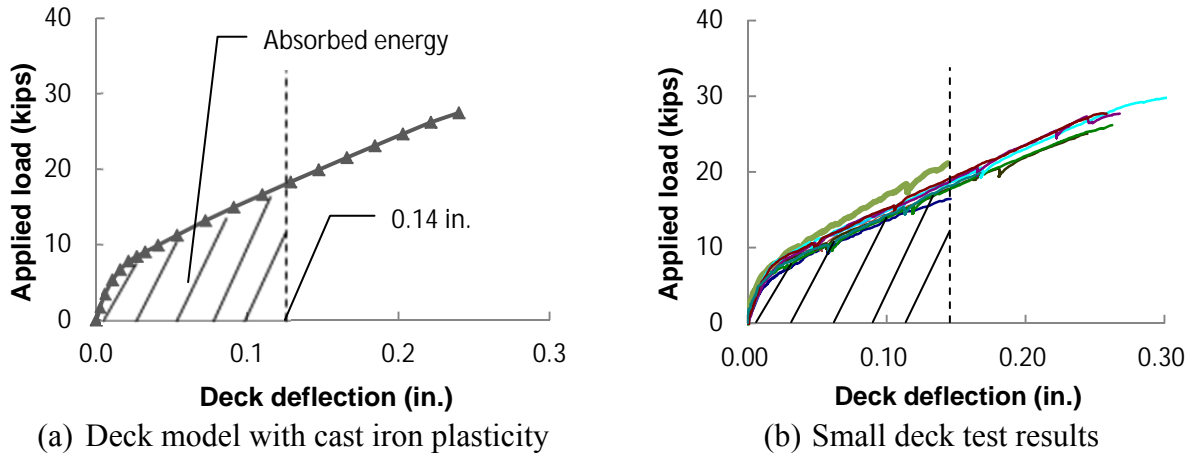 40
30
20
10
0
Applied load (kips)
Absorbed energy
0.14 in.
0.0 0.1 0.2 0.3
Deck deflection (in.)
(a) Deck model with cast iron plasticity
40
30
20
10
0
Applied load (kips)
0.00 0.10 0.20 0.30
Deck deflection (in.)
(b) Small deck test results